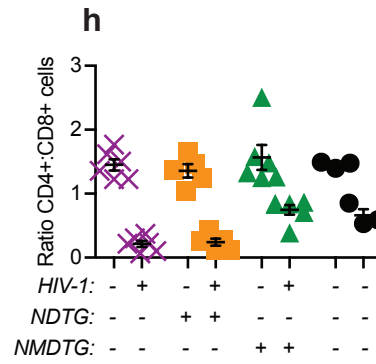 h
Ratio CD4+:CD8+ cells
3
2
1
0
HIV-1: - + - + - + - -
NDTG: - - + + - - - -
NMDTG: - - - - + + - -